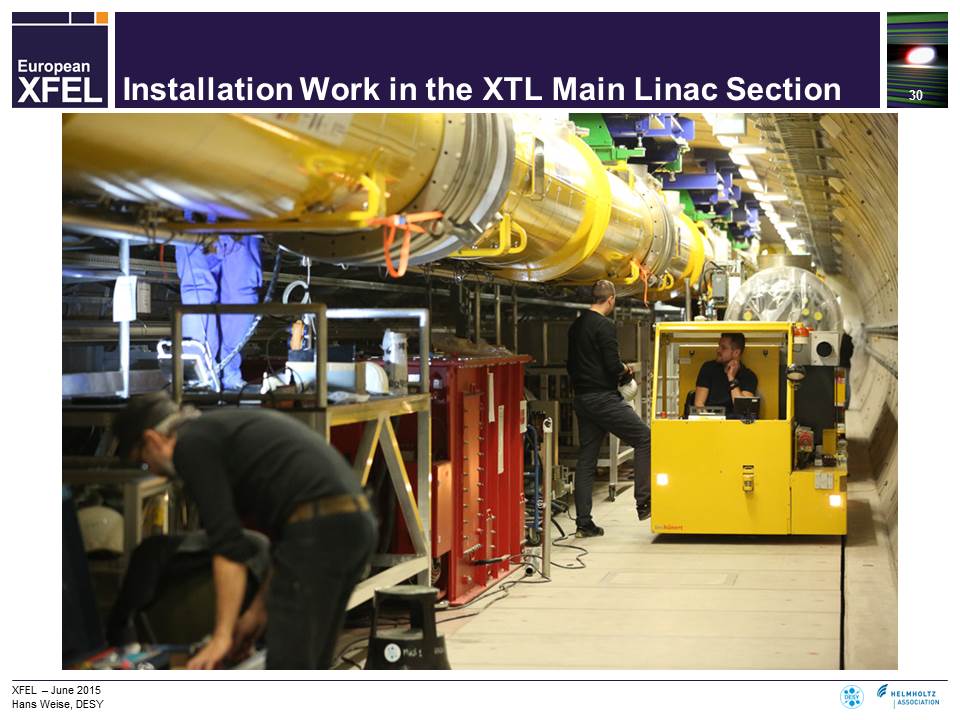 European
XFEL
Installation Work in the XTL Main Linac Section
30
XFEL – June 2015
Hans Weise, DESY
DESY
HELMHOLTZ
ASSOCIATION